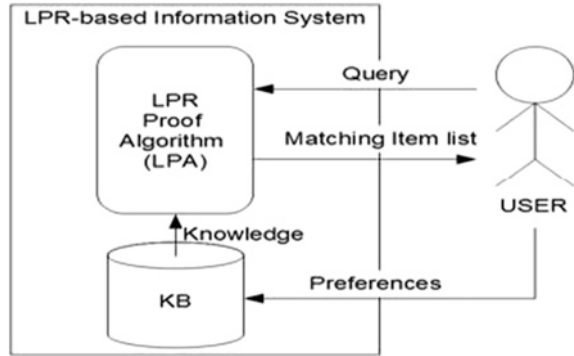 LPR-based Information System
LPR
Proof
Algorithm
(LPA)
Query
Matching Item list
USER
Knowledge
KB
Preferences